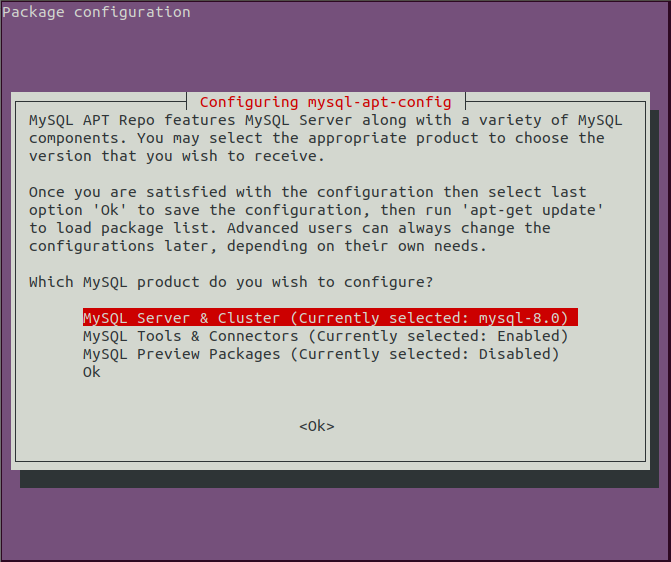 Package configuration
Configuring mysql-apt-config
MySQL APT Repo features MySQL Server along with a variety of MySQL
components. You may select the appropriate product to choose the
version that you wish to receive.
Once you are satisfied with the configuration then select last
option 'Ok' to save the configuration, then run 'apt-get update'
to load package list. Advanced users can always change the
configurations later, depending on their own needs.
Which MySQL product do you wish to configure?
MySQL Server & Cluster (Currently selected: mysql-8.0)
MySQL Tools & Connectors (Currently selected: Enabled)
MySQL Preview Packages (Currently selected: Disabled)
Ok
<Ok>